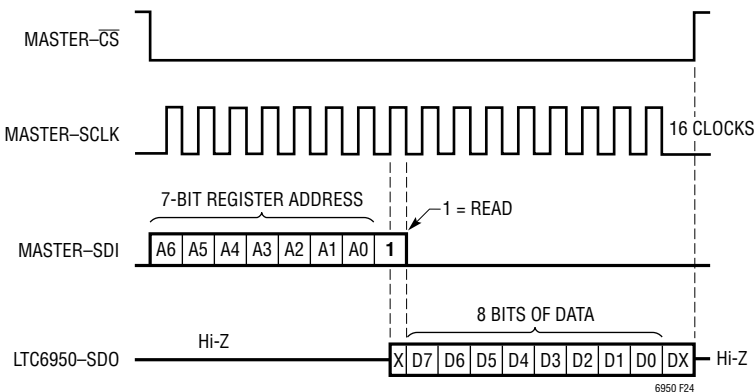 MASTER–C̅S̅
MASTER–SCLK
16 CLOCKS
7-BIT REGISTER ADDRESS
1 = READ
MASTER–SDI
A6 A5 A4 A3 A2 A1 A0 1
8 BITS OF DATA
Hi-Z
LTC6950–SDO
X D7 D6 D5 D4 D3 D2 D1 D0 DX
Hi-Z
6950 F24